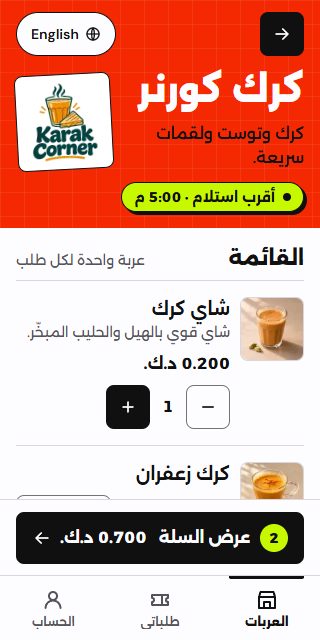 English
كرك كورنر
Karak
Corner
كرك وتوست ولقمات
سريعة.
أقرب استلام · 5:00 م
القائمة
عربة واحدة لكل طلب
شاي كرك
شاي قوي بالهيل والحليب المبخّر.
0.200 د.ك.
− 1 +
كرك زعفران
2 عرض السلة 0.700 د.ك.
العربات
طلباتي
الحساب